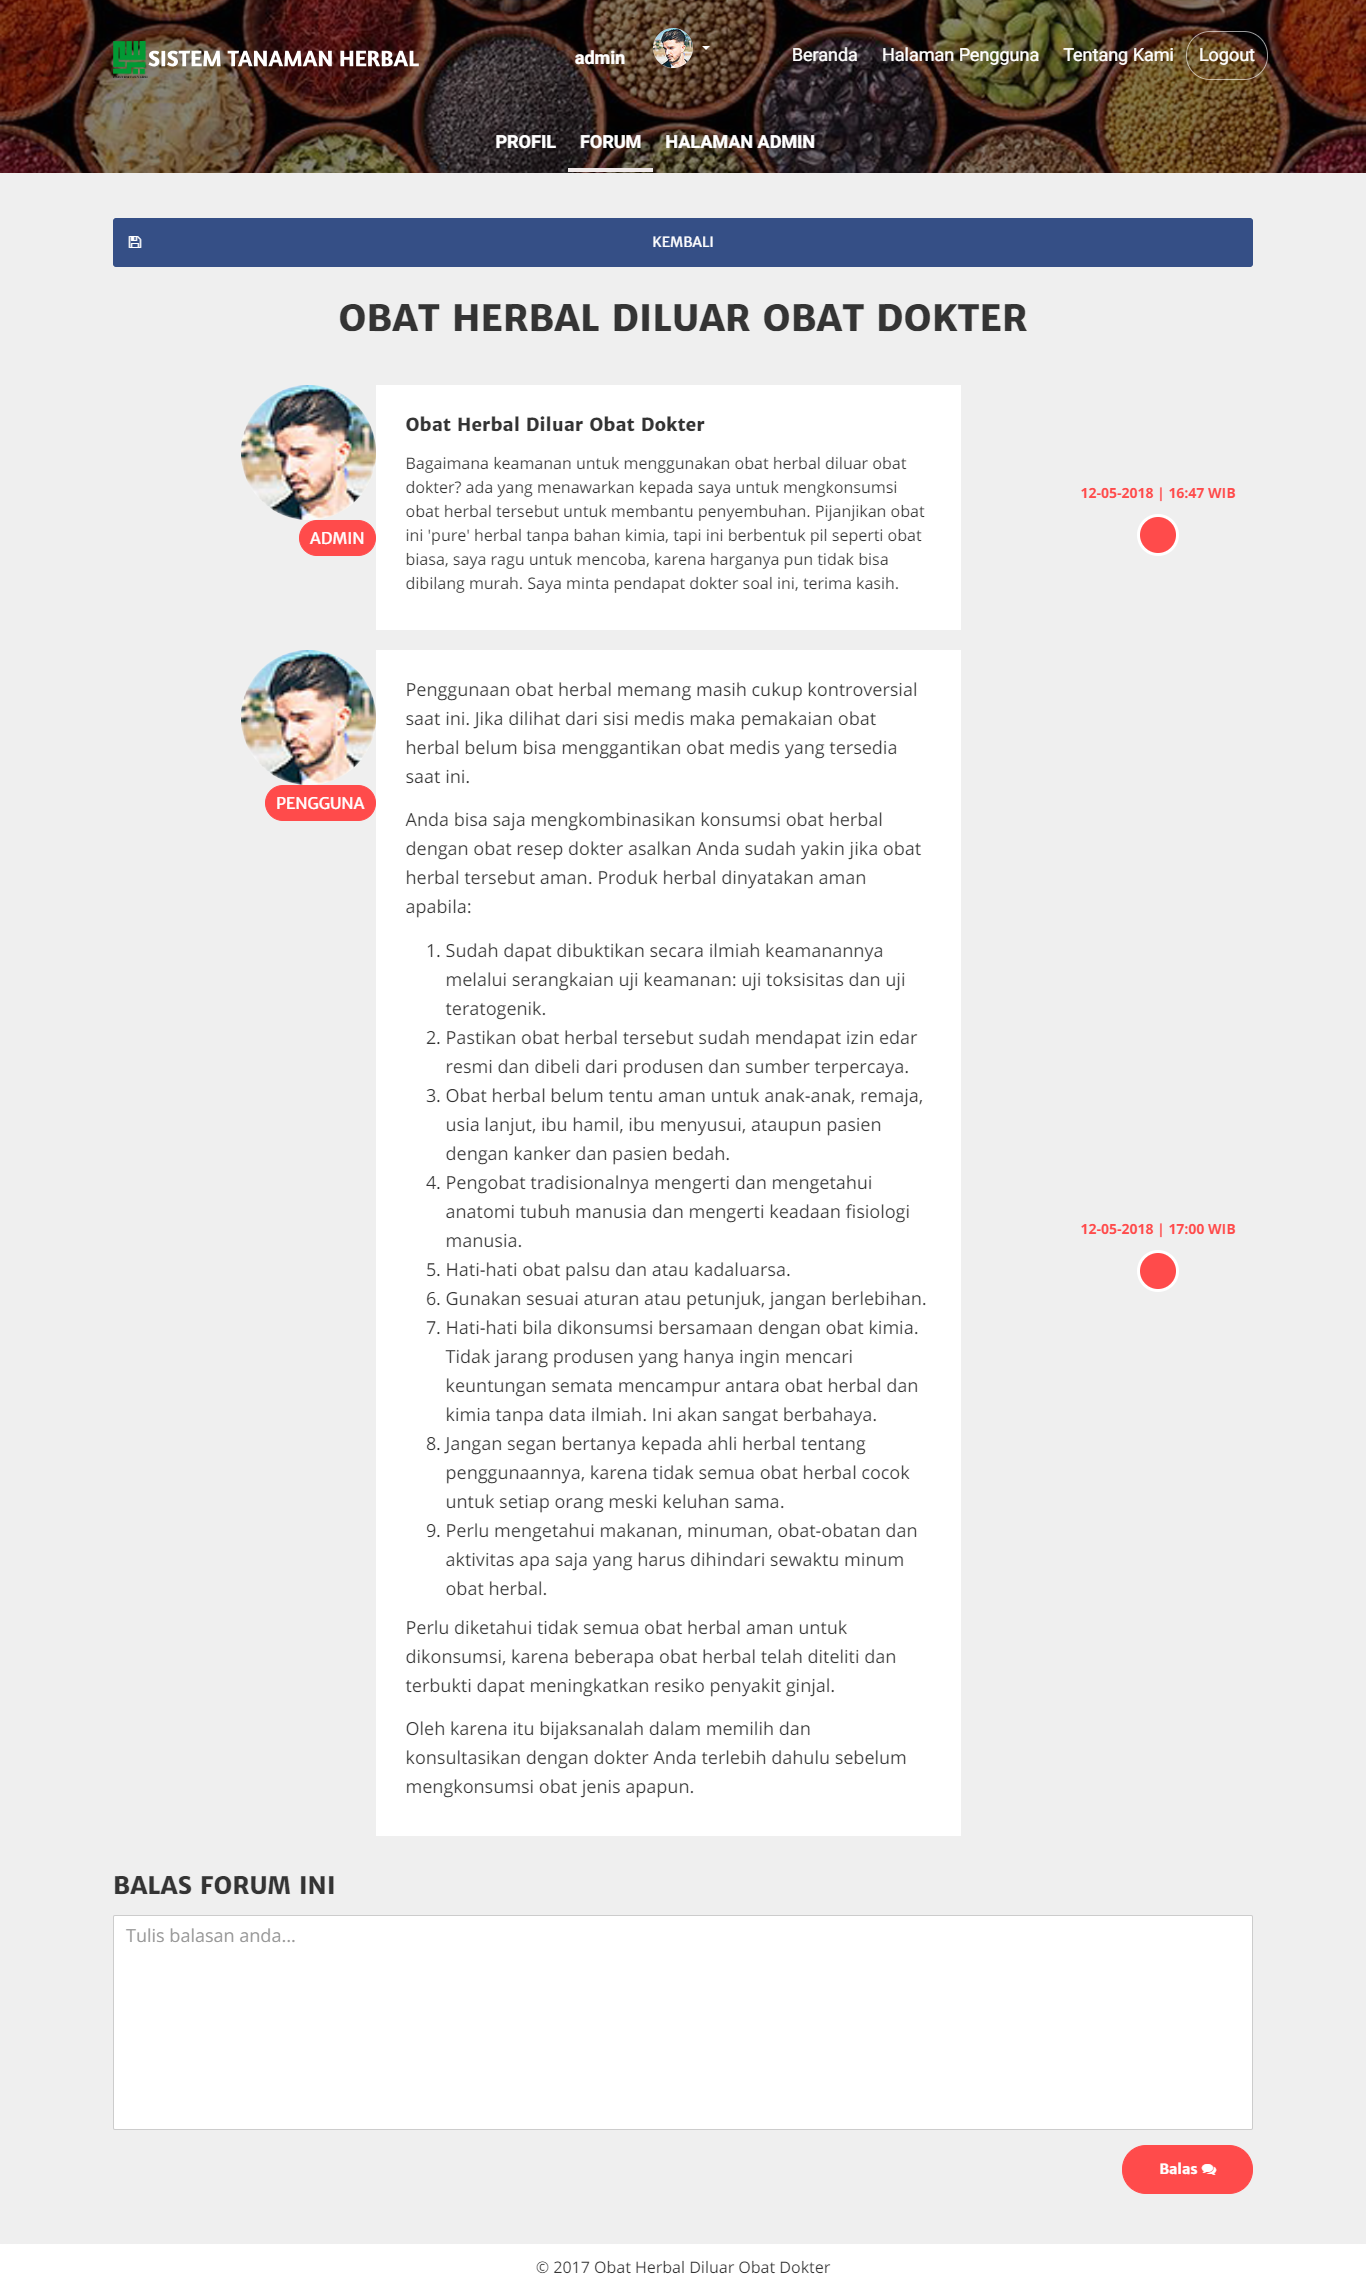 SISTEM TANAMAN HERBAL
admin
Beranda Halaman Pengguna Tentang Kami Logout
PROFIL FORUM HALAMAN ADMIN
KEMBALI
OBAT HERBAL DILUAR OBAT DOKTER
ADMIN
Obat Herbal Diluar Obat Dokter
Bagaimana keamanan untuk menggunakan obat herbal diluar obat
dokter? ada yang menawarkan kepada saya untuk mengkonsumsi
obat herbal tersebut untuk membantu penyembuhan. Pijanjikan obat
ini 'pure' herbal tanpa bahan kimia, tapi ini berbentuk pil seperti obat
biasa, saya ragu untuk mencoba, karena harganya pun tidak bisa
dibilang murah. Saya minta pendapat dokter soal ini, terima kasih.
12-05-2018 | 16:47 WIB
PENGGUNA
Penggunaan obat herbal memang masih cukup kontroversial
saat ini. Jika dilihat dari sisi medis maka pemakaian obat
herbal belum bisa menggantikan obat medis yang tersedia
saat ini.
Anda bisa saja mengkombinasikan konsumsi obat herbal
dengan obat resep dokter asalkan Anda sudah yakin jika obat
herbal tersebut aman. Produk herbal dinyatakan aman
apabila:
1. Sudah dapat dibuktikan secara ilmiah keamanannya
melalui serangkaian uji keamanan: uji toksisitas dan uji
teratogenik.
2. Pastikan obat herbal tersebut sudah mendapat izin edar
resmi dan dibeli dari produsen dan sumber terpercaya.
3. Obat herbal belum tentu aman untuk anak-anak, remaja,
usia lanjut, ibu hamil, ibu menyusui, ataupun pasien
dengan kanker dan pasien bedah.
4. Pengobat tradisionalnya mengerti dan mengetahui
anatomi tubuh manusia dan mengerti keadaan fisiologi
manusia.
5. Hati-hati obat palsu dan atau kadaluarsa.
6. Gunakan sesuai aturan atau petunjuk, jangan berlebihan.
7. Hati-hati bila dikonsumsi bersamaan dengan obat kimia.
Tidak jarang produsen yang hanya ingin mencari
keuntungan semata mencampur antara obat herbal dan
kimia tanpa data ilmiah. Ini akan sangat berbahaya.
8. Jangan segan bertanya kepada ahli herbal tentang
penggunaannya, karena tidak semua obat herbal cocok
untuk setiap orang meski keluhan sama.
9. Perlu mengetahui makanan, minuman, obat-obatan dan
aktivitas apa saja yang harus dihindari sewaktu minum
obat herbal.
Perlu diketahui tidak semua obat herbal aman untuk
dikonsumsi, karena beberapa obat herbal telah diteliti dan
terbukti dapat meningkatkan resiko penyakit ginjal.
Oleh karena itu bijaksanalah dalam memilih dan
konsultasikan dengan dokter Anda terlebih dahulu sebelum
mengkonsumsi obat jenis apapun.
12-05-2018 | 17:00 WIB
BALAS FORUM INI
Tulis balasan anda...
Balas
© 2017 Obat Herbal Diluar Obat Dokter